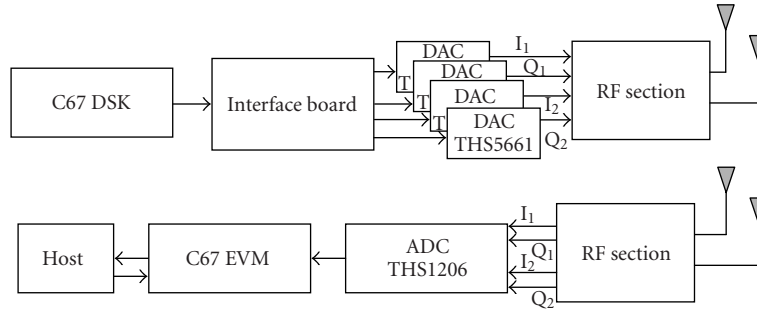 C67 DSK
Interface board
DAC
T
DAC
T
DAC
T
DAC
THS5661
I1
Q1
I2
Q2
RF section
Host
C67 EVM
ADC
THS1206
I1
Q1
I2
Q2
RF section